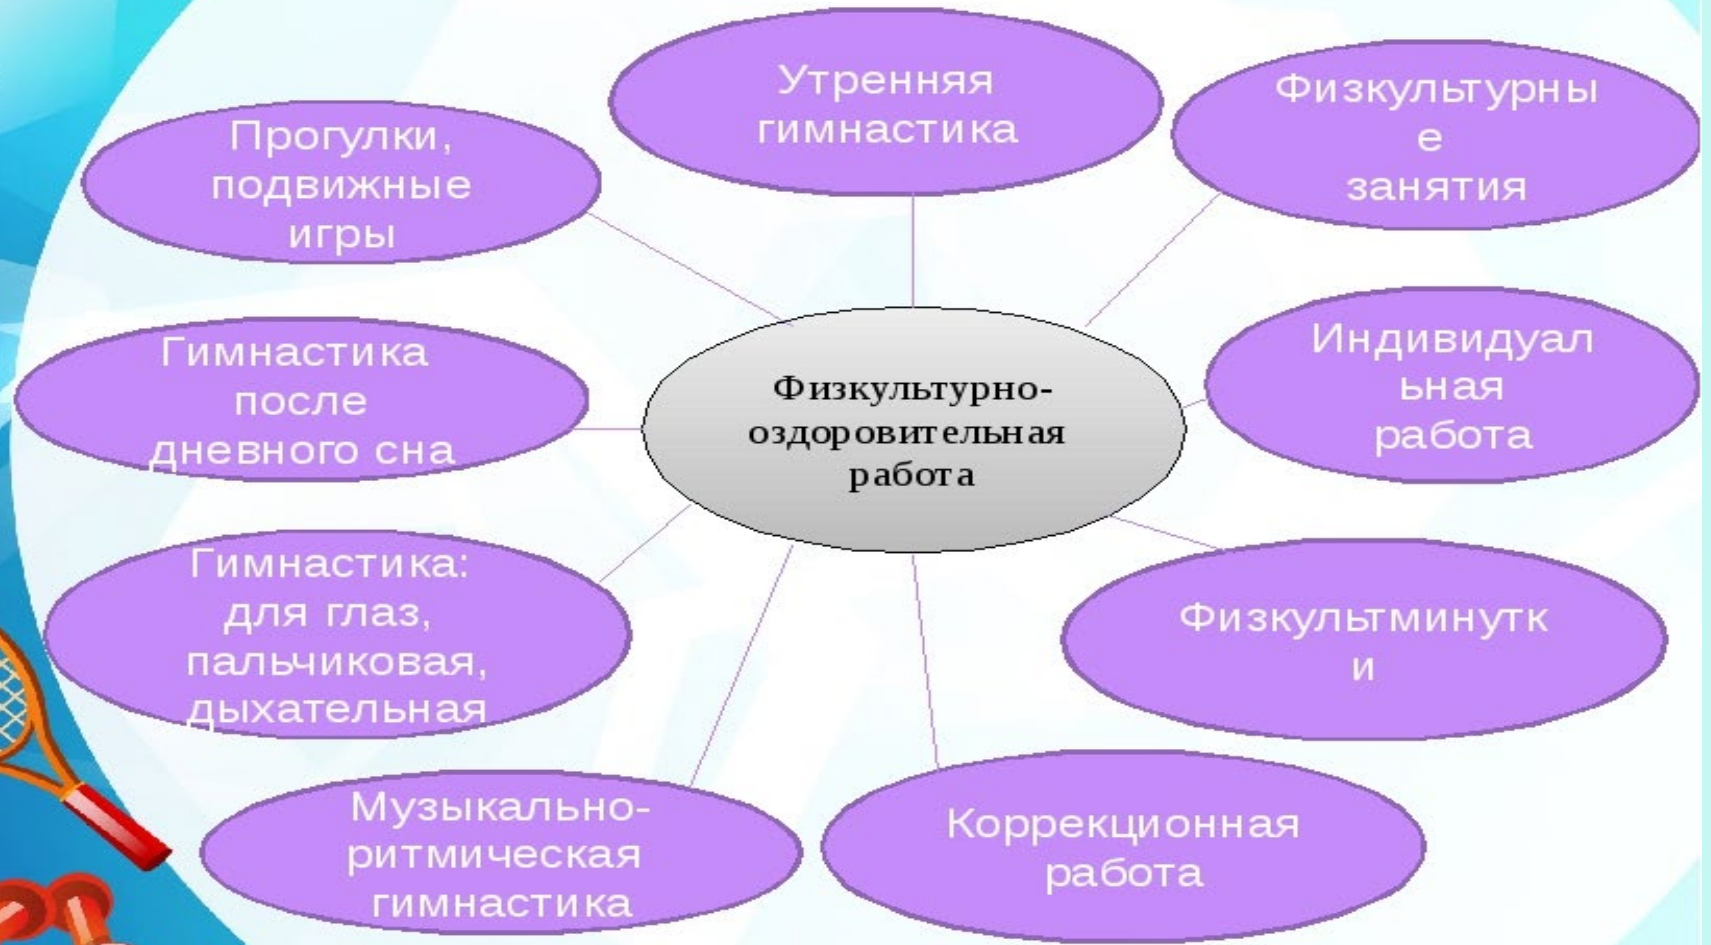 Утренняя
гимнастика
Физкультурны
е
занятия
Прогулки,
подвижные
игры
Индивидуал
ьная
работа
Гимнастика
после
дневного сна
Физкультурно-
оздоровительная
работа
Гимнастика:
для глаз,
пальчиковая,
дыхательная
Физкультминутк
и
Музыкально-
ритмическая
гимнастика
Коррекционная
работа